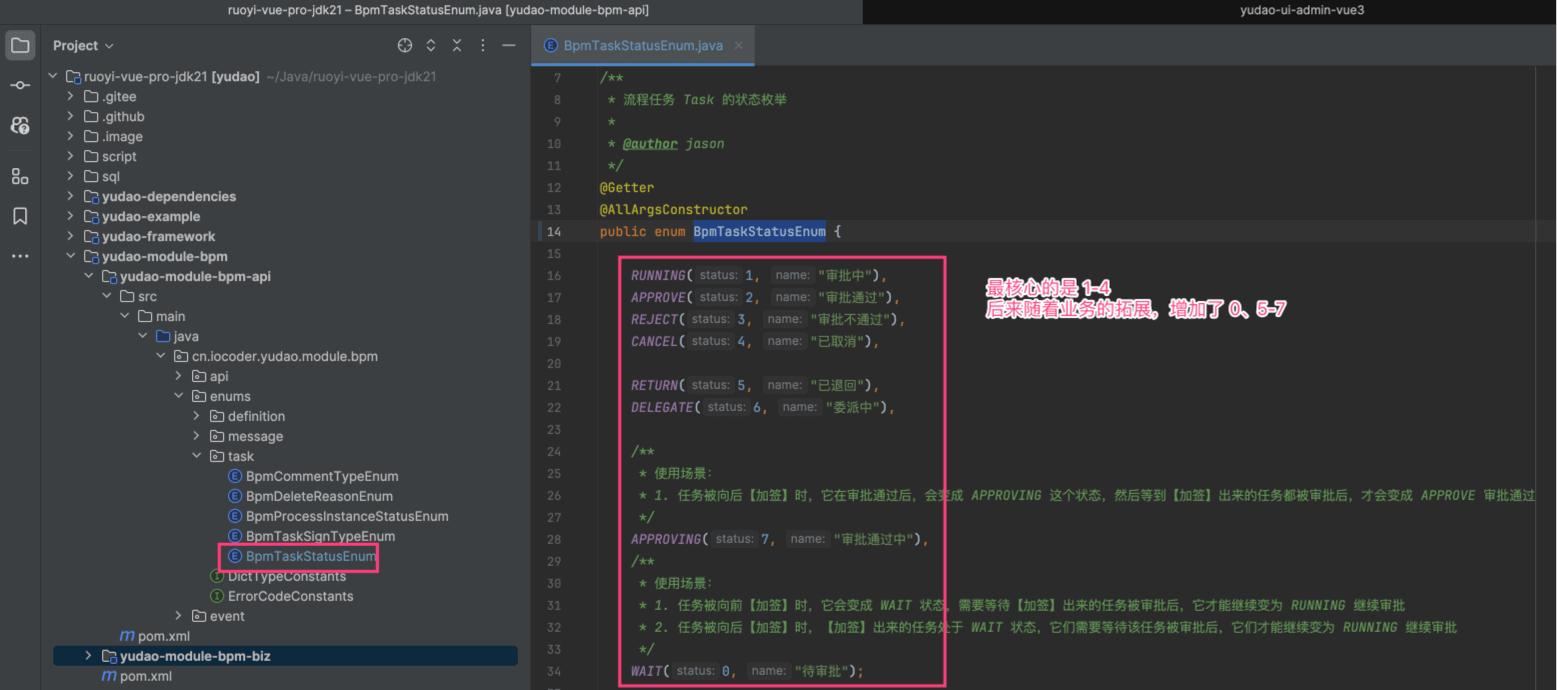 ruoyi-vue-pro-jdk21 – BpmTaskStatusEnum.java [yudao-module-bpm-api]
yudao-ui-admin-vue3
Project
ruoyi-vue-pro-jdk21 [yudao] ~/Java/ruoyi-vue-pro-jdk21
.gitee
.github
.image
script
sql
yudao-dependencies
yudao-example
yudao-framework
yudao-module-bpm
yudao-module-bpm-api
src
main
java
cn.iocoder.yudao.module.bpm
api
enums
definition
message
task
BpmCommentTypeEnum
BpmDeleteReasonEnum
BpmProcessInstanceStatusEnum
BpmTaskSignTypeEnum
BpmTaskStatusEnum
DictTypeConstants
ErrorCodeConstants
event
pom.xml
yudao-module-bpm-biz
pom.xml
BpmTaskStatusEnum.java
7 /**
8 * 流程任务 Task 的状态枚举
9 *
10 * @author jason
11 */
12 @Getter
13 @AllArgsConstructor
14 public enum BpmTaskStatusEnum {
15
16 RUNNING( status: 1, name: "审批中"),
17 APPROVE( status: 2, name: "审批通过"),
18 REJECT( status: 3, name: "审批不通过"),
19 CANCEL( status: 4, name: "已取消"),
20
21 RETURN( status: 5, name: "已退回"),
22 DELEGATE( status: 6, name: "委派中"),
23
24 /**
25 * 使用场景：
26 * 1. 任务被向后【加签】时，它在审批通过后，会变成 APPROVING 这个状态，然后等到【加签】出来的任务都被审批后，才会变成 APPROVE 审批通过
27 */
28 APPROVING( status: 7, name: "审批通过中"),
29 /**
30 * 使用场景：
31 * 1. 任务被向前【加签】时，它会变成 WAIT 状态，需要等待【加签】出来的任务被审批后，它才能继续变为 RUNNING 继续审批
32 * 2. 任务被向后【加签】时，【加签】出来的任务处于 WAIT 状态，它们需要等待该任务被审批后，它们才能继续变为 RUNNING 继续审批
33 */
34 WAIT( status: 0, name: "待审批");
最核心的是 1-4
后来随着业务的拓展，增加了 0、5-7